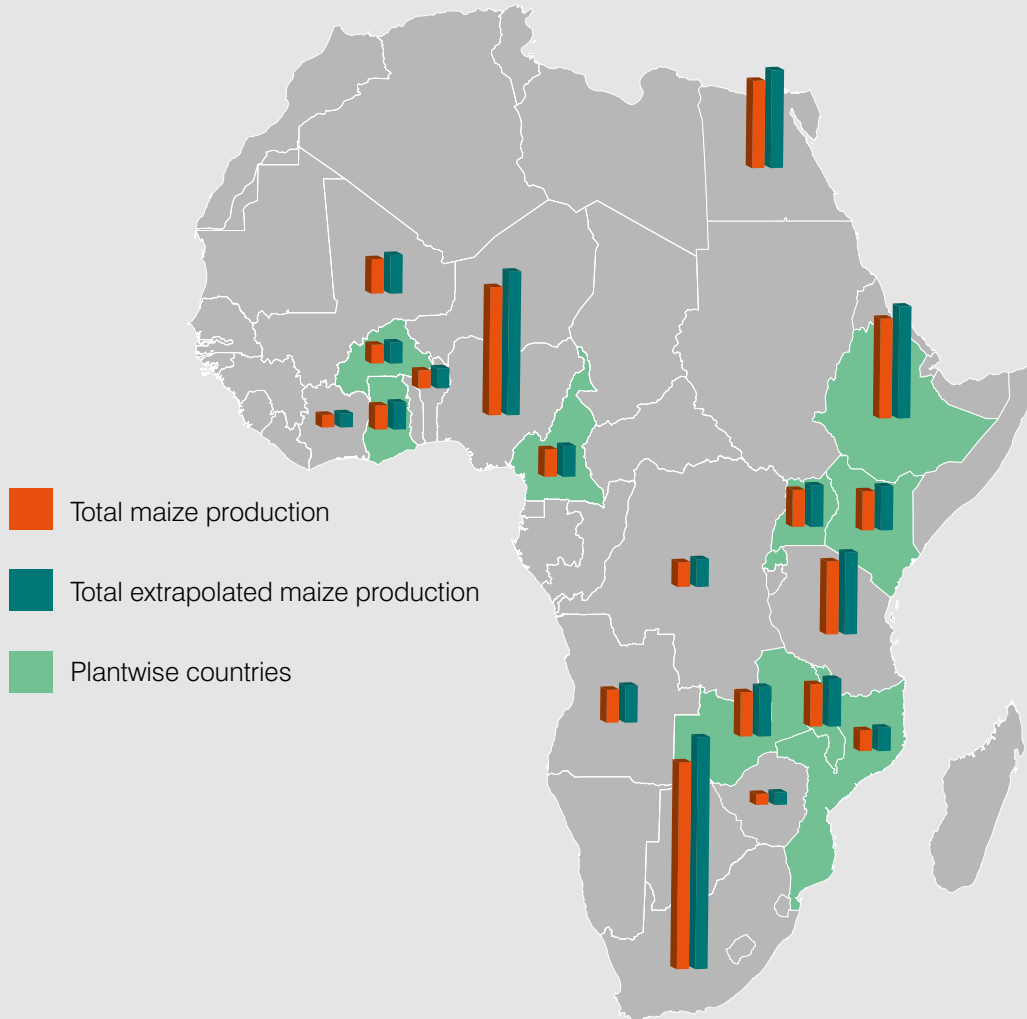 Total maize production
Total extrapolated maize production
Plantwise countries